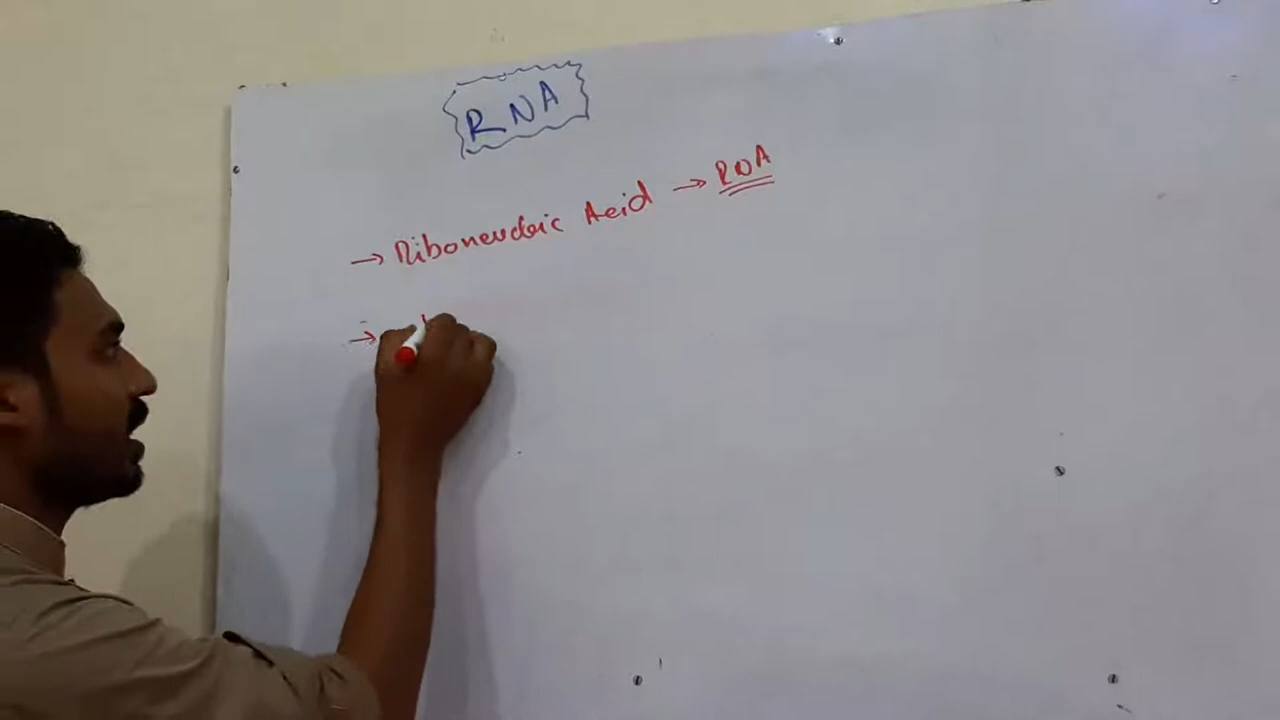 RNA
→ Ribonucleic Acid → RNA
→